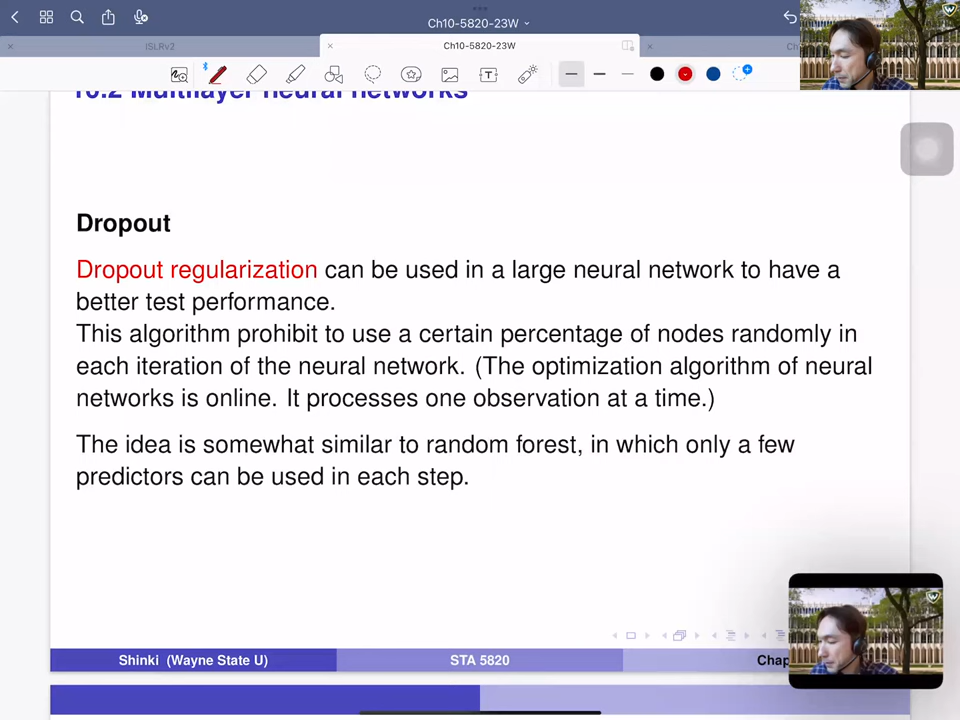 Ch10-5820-23W
ISLRv2
Ch10-5820-23W
10.2 Multilayer neural networks
Dropout
Dropout regularization can be used in a large neural network to have a
better test performance.
This algorithm prohibit to use a certain percentage of nodes randomly in
each iteration of the neural network. (The optimization algorithm of neural
networks is online. It processes one observation at a time.)
The idea is somewhat similar to random forest, in which only a few
predictors can be used in each step.
Shinki (Wayne State U)
STA 5820